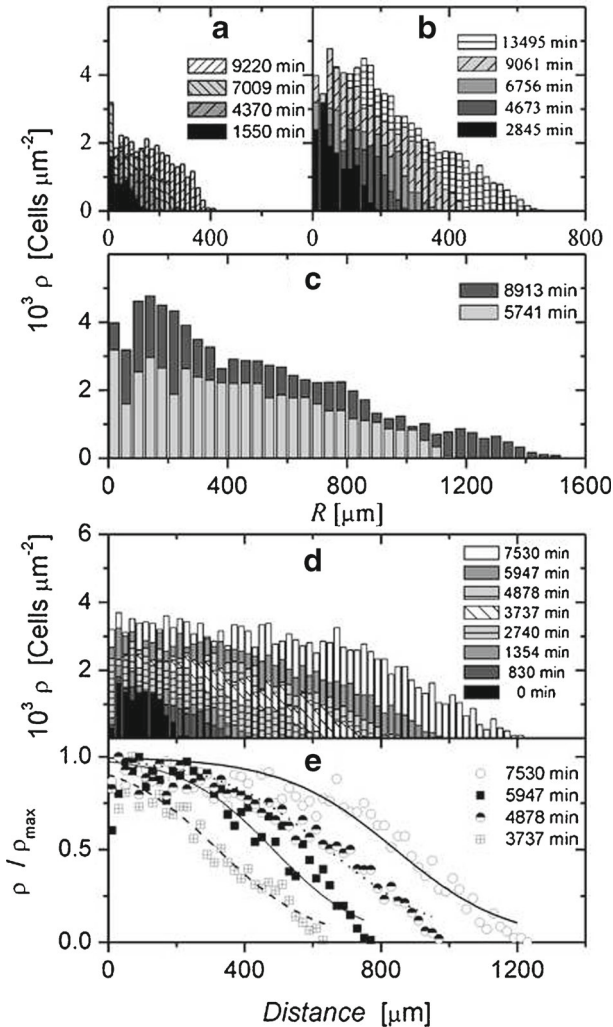 a
b
9220 min
7009 min
4370 min
1550 min
13495 min
9061 min
6756 min
4673 min
2845 min
4
2
0
0
400
0
400
800
10³ ρ [Cells μm⁻²]
c
8913 min
5741 min
4
2
0
0
400
800
1200
1600
R [μm]
d
6
4
2
10³ ρ [Cells μm⁻²]
7530 min
5947 min
4878 min
3737 min
2740 min
1354 min
830 min
0 min
e
1.0
0.5
0.0
ρ / ρmax
7530 min
5947 min
4878 min
3737 min
0
400
800
1200
Distance [μm]